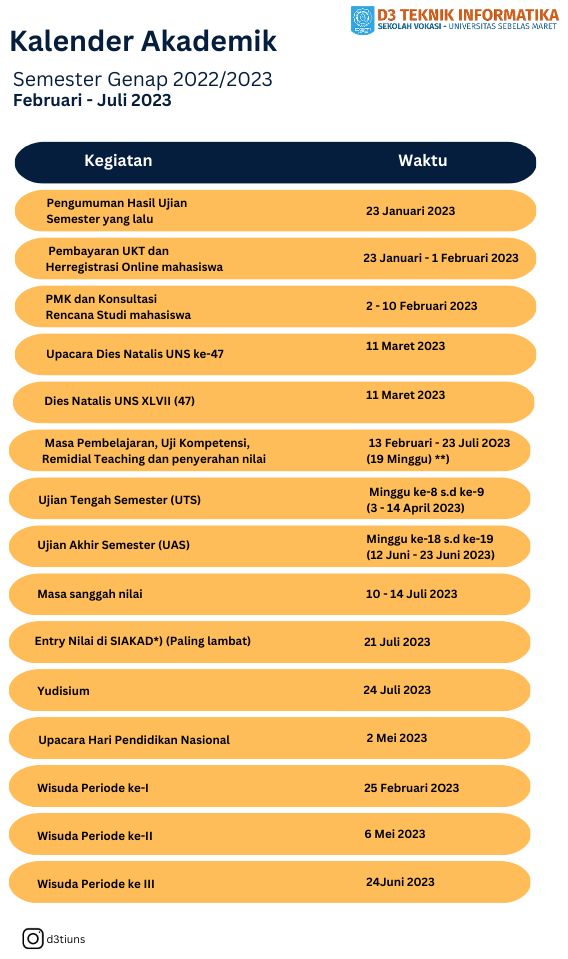 D3 TEKNIK INFORMATIKA
SEKOLAH VOKASI - UNIVERSITAS SEBELAS MARET
Kalender Akademik
Semester Genap 2022/2023
Februari - Juli 2023
Kegiatan Waktu
Pengumuman Hasil Ujian
Semester yang lalu
23 Januari 2023
Pembayaran UKT dan
Herregistrasi Online mahasiswa
23 Januari - 1 Februari 2023
PMK dan Konsultasi
Rencana Studi mahasiswa
2 - 10 Februari 2023
Upacara Dies Natalis UNS ke-47
11 Maret 2023
Dies Natalis UNS XLVII (47)
11 Maret 2023
Masa Pembelajaran, Uji Kompetensi,
Remidial Teaching dan penyerahan nilai
13 Februari - 23 Juli 2023
(19 Minggu) **)
Ujian Tengah Semester (UTS)
Minggu ke-8 s.d ke-9
(3 - 14 April 2023)
Ujian Akhir Semester (UAS)
Minggu ke-18 s.d ke-19
(12 Juni - 23 Juni 2023)
Masa sanggah nilai
10 - 14 Juli 2023
Entry Nilai di SIAKAD*) (Paling lambat)
21 Juli 2023
Yudisium
24 Juli 2023
Upacara Hari Pendidikan Nasional
2 Mei 2023
Wisuda Periode ke-I
25 Februari 2023
Wisuda Periode ke-II
6 Mei 2023
Wisuda Periode ke III
24Juni 2023
d3tiuns